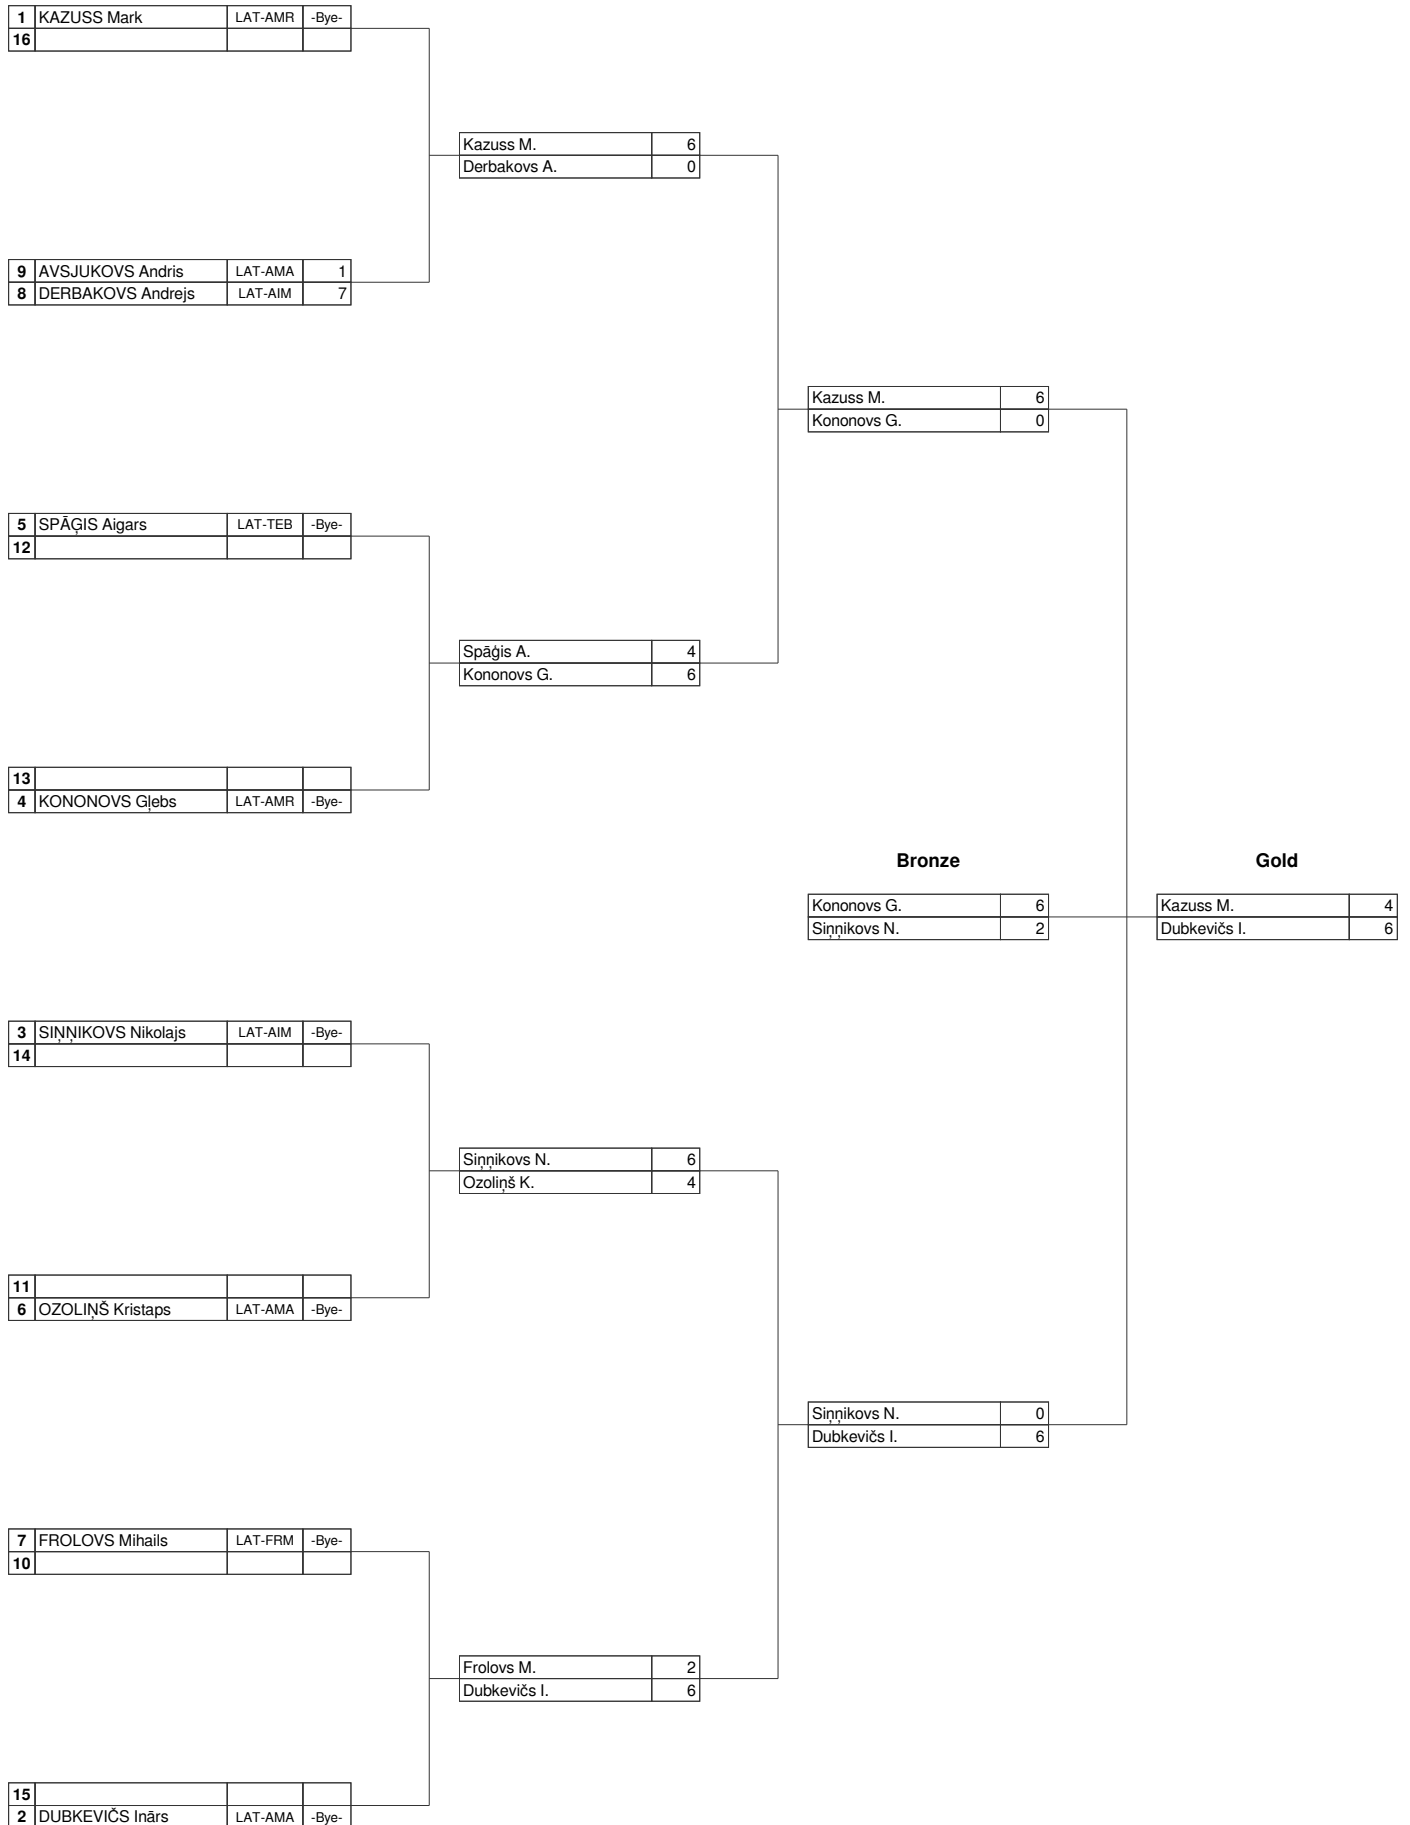 1 KAZUSS Mark LAT-AMR -Bye-
16
Kazuss M. 6
Derbakovs A. 0
9 AVSJUKOVS Andris LAT-AMA 1
8 DERBAKOVS Andrejs LAT-AIM 7
Kazuss M. 6
Kononovs G. 0
5 SPĀĢIS Aigars LAT-TEB -Bye-
12
Spāģis A. 4
Kononovs G. 6
13
4 KONONOVS Gļebs LAT-AMR -Bye-
Bronze Gold
Kononovs G. 6 Kazuss M. 4
Siņņikovs N. 2 Dubkevičs I. 6
3 SIŅŅIKOVS Nikolajs LAT-AIM -Bye-
14
Siņņikovs N. 6
Ozoliņš K. 4
11
6 OZOLIŅŠ Kristaps LAT-AMA -Bye-
Siņņikovs N. 0
Dubkevičs I. 6
7 FROLOVS Mihails LAT-FRM -Bye-
10
Frolovs M. 2
Dubkevičs I. 6
15
2 DUBKEVIČS Inārs LAT-AMA -Bye-